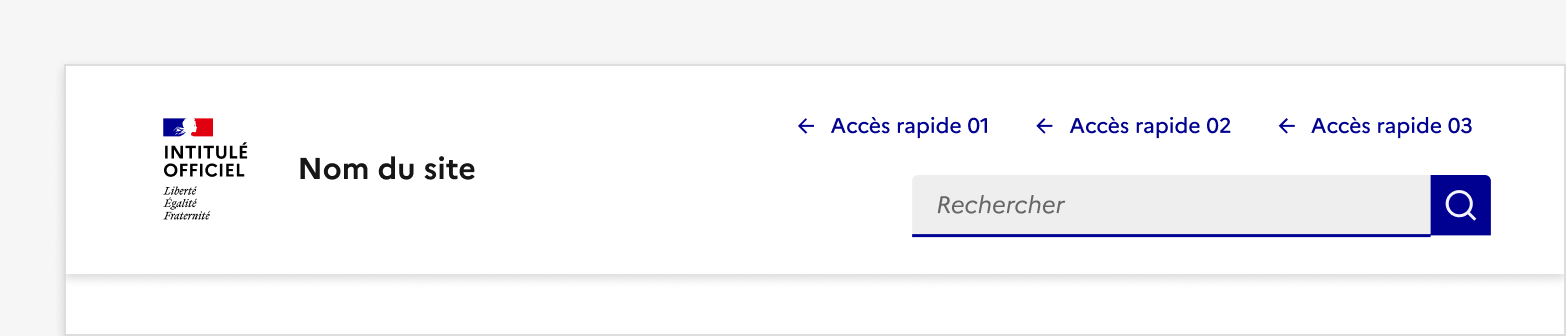 INTITULÉ
OFFICIEL
Liberté
Égalité
Fraternité
Nom du site
Accès rapide 01
Accès rapide 02
Accès rapide 03
Rechercher